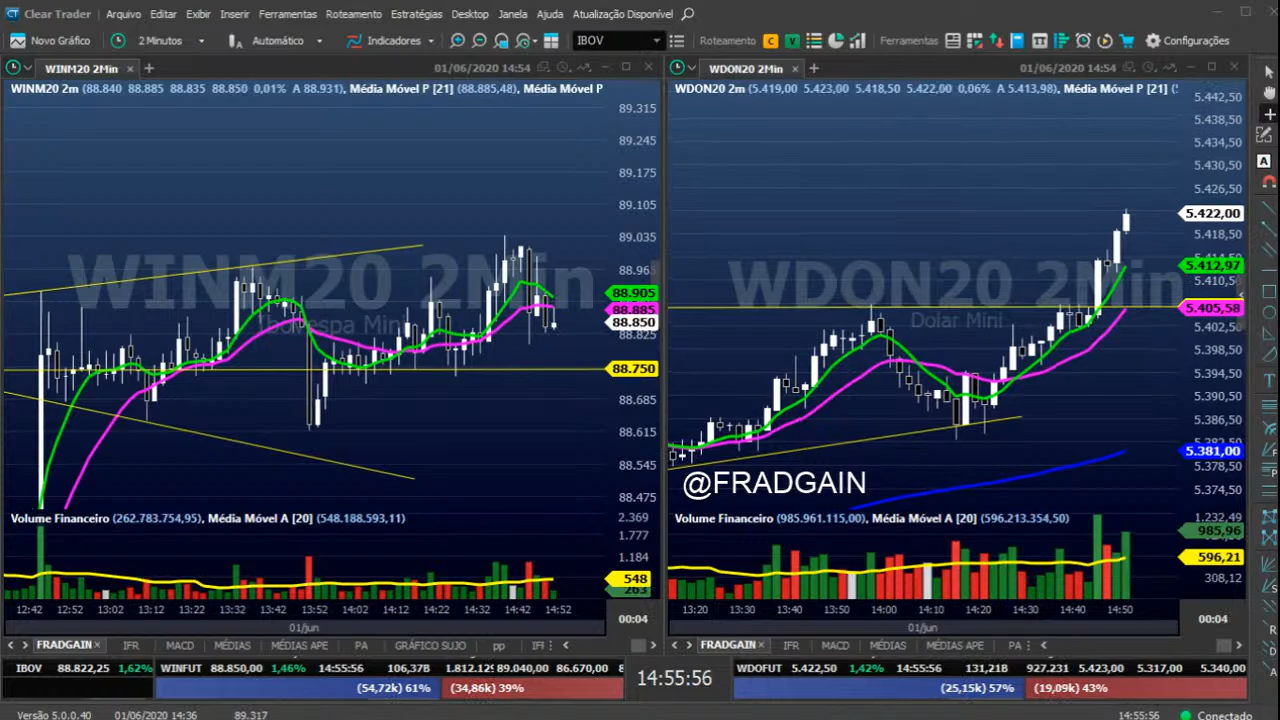 CT Clear Trader Arquivo Editar Exibir Inserir Ferramentas Roteamento Estratégias Desktop Janela Ajuda Atualização Disponível
Novo Gráfico 2 Minutos Automático Indicadores IBOV Roteamento C V Ferramentas Configurações
WINM20 2Min 01/06/2020 14:54
WINM20 2m (88.840 88.885 88.835 88.850 0,01% A 88.931), Média Móvel P [21] (88.885,48), Média Móvel P
89.315
89.245
89.175
89.105
89.035
88.965
88.905
88.885
88.850
88.825
88.750
88.685
88.615
88.545
88.475
WINM20 2Min
Ibovespa Mini
Volume Financeiro (262.783.754,95), Média Móvel A [20] (548.188.593,11)
2.369
1.777
1.184
548
263
12:42 12:52 13:02 13:12 13:22 13:32 13:42 13:52 14:02 14:12 14:22 14:32 14:42 14:52
00:04
01/jun
FRADGAIN IFR MACD MÉDIAS MÉDIAS APE PA GRÁFICO SUJO pp IFI
WDON20 2Min 01/06/2020 14:54
WDON20 2m (5.419,00 5.423,00 5.418,50 5.422,00 0,06% A 5.413,98), Média Móvel P [21]
5.442,50
5.438,50
5.434,50
5.430,50
5.426,50
5.422,00
5.418,50
5.412,97
5.410,50
5.405,58
5.402,50
5.398,50
5.394,50
5.390,50
5.386,50
5.382,50
5.381,00
5.378,50
5.374,50
WDON20 2Min
Dolar Mini
@FRADGAIN
Volume Financeiro (985.961.115,00), Média Móvel A [20] (596.213.354,50)
1.232,49
985,96
596,21
308,12
13:20 13:30 13:40 13:50 14:00 14:10 14:20 14:30 14:40 14:50
00:04
01/jun
FRADGAIN IFR MACD MÉDIAS MÉDIAS APE PA
IBOV 88.822,25 1,62% WINFUT 88.850,00 1,46% 14:55:56 106,37B 1.812.12 89.040,00 86.670,00
(54,72k) 61% (34,86k) 39%
14:55:56
WDOFUT 5.422,50 1,42% 14:55:56 131,21B 927.231 5.423,00 5.317,00 5.340,00
(25,15k) 57% (19,09k) 43%
Versão 5.0.0.40 01/06/2020 14:36 89.317 14:55:56 Conectado